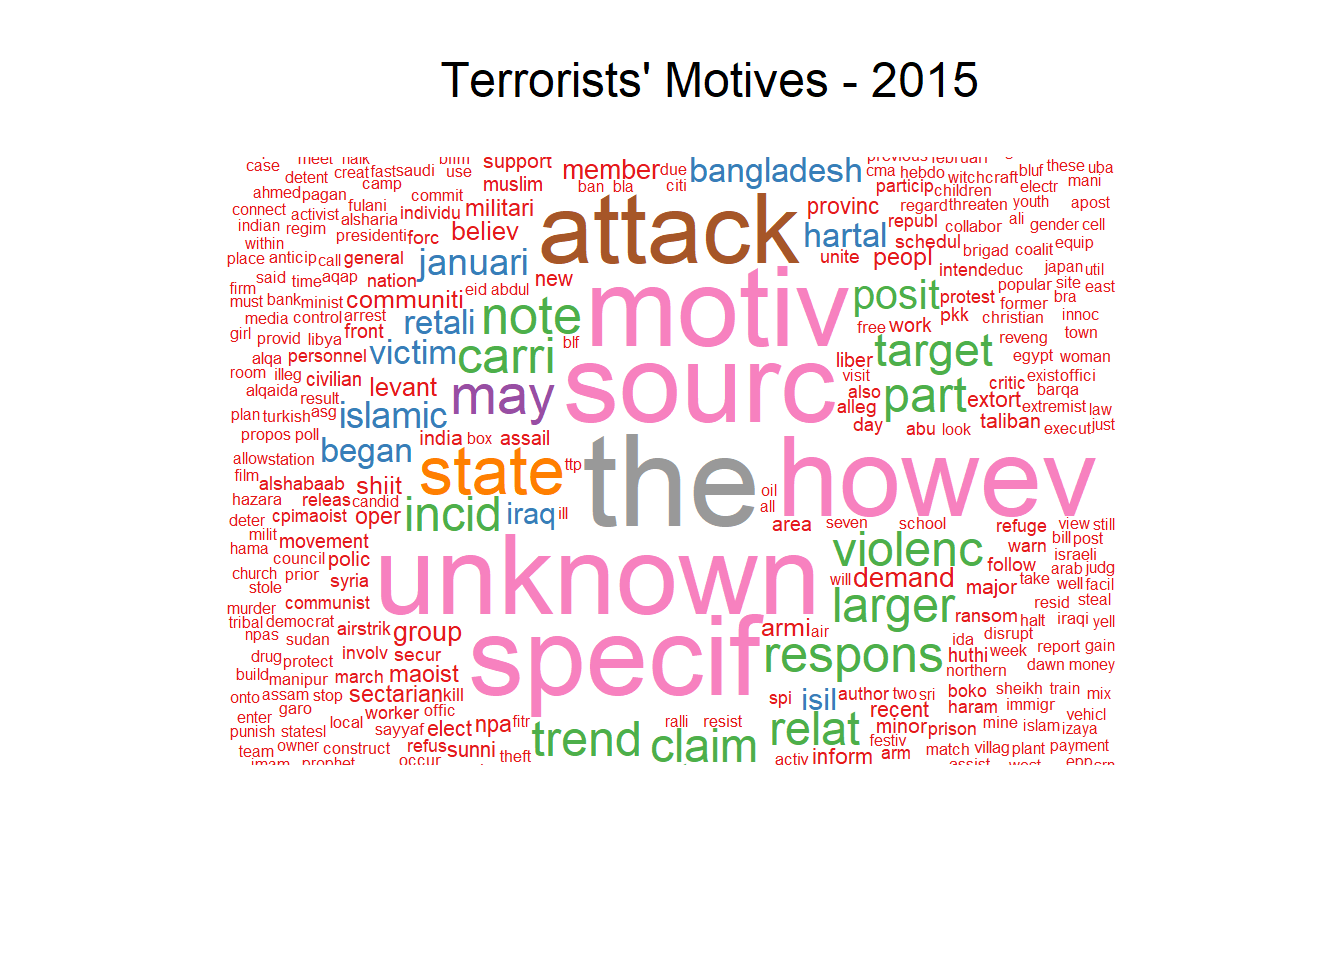 Terrorists' Motives - 2015
case meet halk support member due bangladesh februari these uba
detent creat fast saudi use cma hebdo witchcraft bluf
ahmed pagan camp commit muslim ban bla citi particip children electr mani
connect activist fulani individu militari attack provinc regard threaten youth apost
indian regim alsharia believ hartal republ collabor ali gender cell
within presidenti forc schedul brigad coalit equip
place anticip call general januari unite peopl
said time aqap nation new intend educ japan util
firm eid abdul motiv posit popular site east
must bank minist communiti note protest former bra
media control arrest retali pkk christian innoc
girl provid libya front blf free work reveng town
alqa personnel victim carri target liber egypt woman
room illeg civilian levant may sourc visit part critic exist offici
alqaida result also extort barqa
plan turkish asg islamic alleg taliban extremist law
propos poll began india box assail day abu look execut just
allow station state ttp the howev
film alshabaab shiit oil
hazara releas candid incid iraq ill all
deter cpimaoist oper area seven school refuge view still
milit movement violenc warn bill post
hama council polic unknown follow israeli
church prior syria will demand major take arab judg
stole well facil
murder communist larger ransom resid steal
tribal democrat airstrik group armi air halt iraqi yell
npas sudan specif respons ida disrupt
drug protect involv secur huthi week report gain
build manipur march maoist northern dawn money
onto assam stop sectarian kill spi isil author two sri boko sheikh train mix
garo worker offic recent haram immigr
enter local sayyaf elect npa fitr ralli resist relat minor prison mine islam vehicl
punish statesl trend claim festiv izaya
team owner construct refus sunni theft activ inform arm match villag plant payment
imam prophet occur assist west epp